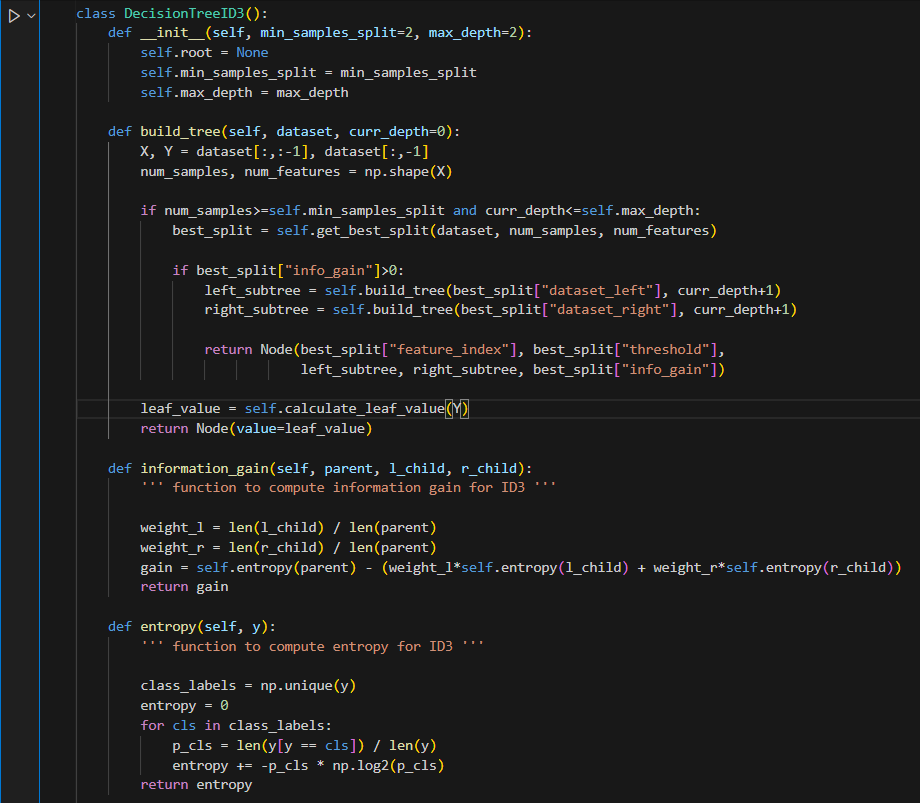 class DecisionTreeID3():
    def __init__(self, min_samples_split=2, max_depth=2):
        self.root = None
        self.min_samples_split = min_samples_split
        self.max_depth = max_depth

    def build_tree(self, dataset, curr_depth=0):
        X, Y = dataset[:,:-1], dataset[:,-1]
        num_samples, num_features = np.shape(X)

        if num_samples>=self.min_samples_split and curr_depth<=self.max_depth:
            best_split = self.get_best_split(dataset, num_samples, num_features)

            if best_split["info_gain"]>0:
                left_subtree = self.build_tree(best_split["dataset_left"], curr_depth+1)
                right_subtree = self.build_tree(best_split["dataset_right"], curr_depth+1)

                return Node(best_split["feature_index"], best_split["threshold"],
                            left_subtree, right_subtree, best_split["info_gain"])

        leaf_value = self.calculate_leaf_value(Y)
        return Node(value=leaf_value)

    def information_gain(self, parent, l_child, r_child):
        ''' function to compute information gain for ID3 '''

        weight_l = len(l_child) / len(parent)
        weight_r = len(r_child) / len(parent)
        gain = self.entropy(parent) - (weight_l*self.entropy(l_child) + weight_r*self.entropy(r_child))
        return gain

    def entropy(self, y):
        ''' function to compute entropy for ID3 '''

        class_labels = np.unique(y)
        entropy = 0
        for cls in class_labels:
            p_cls = len(y[y == cls]) / len(y)
            entropy += -p_cls * np.log2(p_cls)
        return entropy